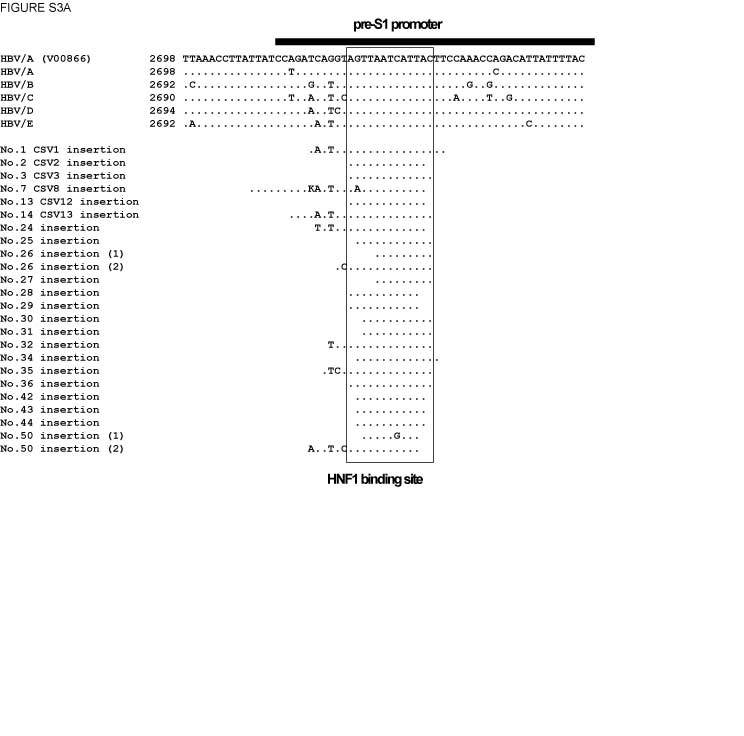 FIGURE S3A
pre-S1 promoter
HBV/A (V00866) 2698 TTAAACCTTATTATCCAGATCAGGTAGTTAATCATTACTTCCAAACCAGACATTATTTTAC
HBV/A 2698 ................T..............................C.............
HBV/B 2692 .C.................G..T....................G..G..............
HBV/C 2690 ................T..A..T.C................A....T..G...........
HBV/D 2694 ...................A..TC.....................................
HBV/E 2692 .A..................A.T.............................C........
No.1 CSV1 insertion .A.T.................
No.2 CSV2 insertion ............
No.3 CSV3 insertion .............
No.7 CSV8 insertion .........KA.T...A..........
No.13 CSV12 insertion ............
No.14 CSV13 insertion ....A.T...............
No.24 insertion T.T..............
No.25 insertion ............
No.26 insertion (1) .........
No.26 insertion (2) .C.............
No.27 insertion .........
No.28 insertion ...........
No.29 insertion ...........
No.30 insertion ...........
No.31 insertion ...........
No.32 insertion T...............
No.34 insertion .............
No.35 insertion .TC..............
No.36 insertion .............
No.42 insertion ...........
No.43 insertion ...........
No.44 insertion ...........
No.50 insertion (1) .....G...
No.50 insertion (2) A..T.C...........
HNF1 binding site